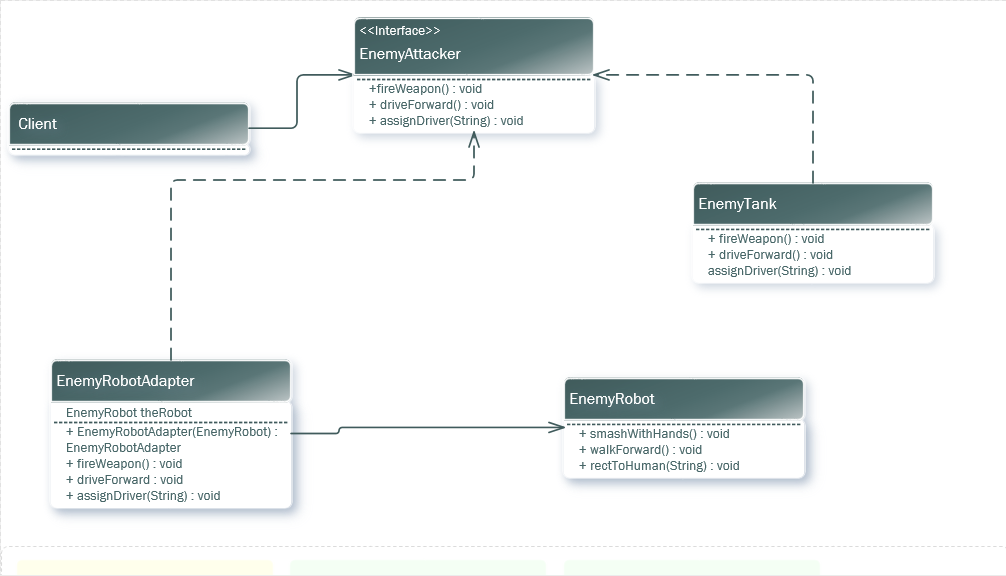 <<Interface>>
EnemyAttacker
+fireWeapon() : void
+ driveForward() : void
+ assignDriver(String) : void
Client
EnemyTank
+ fireWeapon() : void
+ driveForward() : void
assignDriver(String) : void
EnemyRobotAdapter
EnemyRobot theRobot
+ EnemyRobotAdapter(EnemyRobot) :
EnemyRobotAdapter
+ fireWeapon() : void
+ driveForward : void
+ assignDriver(String) : void
EnemyRobot
+ smashWithHands() : void
+ walkForward() : void
+ rectToHuman(String) : void